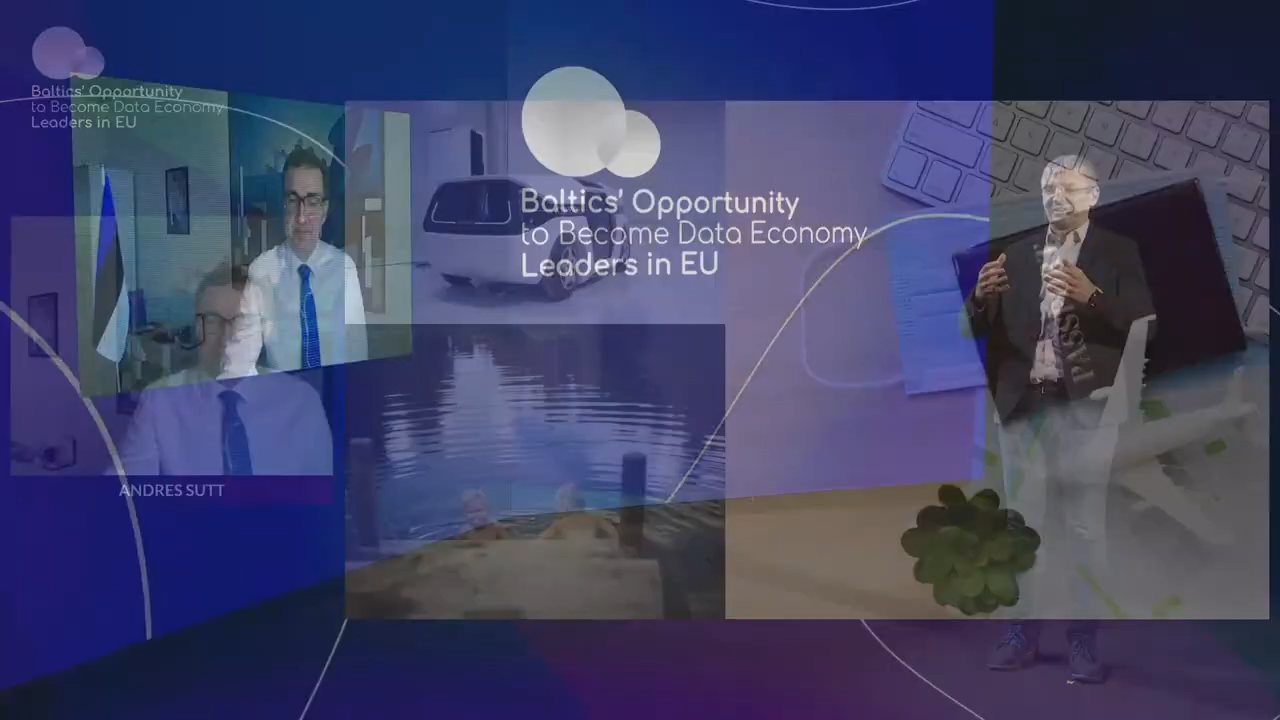 Baltics' Opportunity
to Become Data Economy
Leaders in EU
Baltics' Opportunity
to Become Data Economy
Leaders in EU
ANDRES SUTT